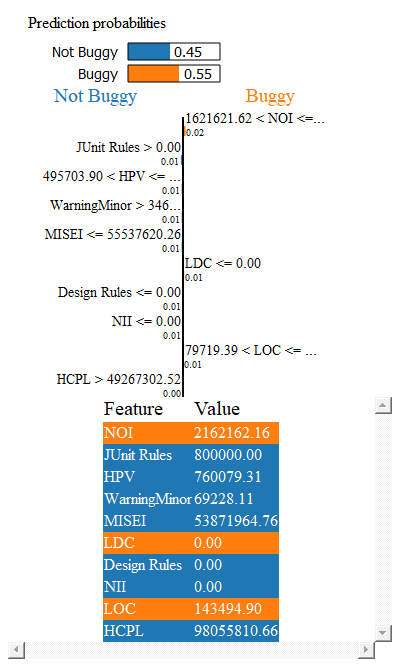 Prediction probabilities
Not Buggy 0.45
Buggy 0.55
Not Buggy Buggy
1621621.62 < NOI <=...
0.02
JUnit Rules > 0.00
0.01
495703.90 < HPV <= ...
0.01
WarningMinor > 346...
0.01
MISEI <= 55537620.26
0.01
LDC <= 0.00
0.01
Design Rules <= 0.00
0.01
NII <= 0.00
0.01
79719.39 < LOC <= ...
0.01
HCPL > 49267302.52
0.00
Feature Value
NOI 2162162.16
JUnit Rules 800000.00
HPV 760079.31
WarningMinor 69228.11
MISEI 53871964.76
LDC 0.00
Design Rules 0.00
NII 0.00
LOC 143494.90
HCPL 98055810.66